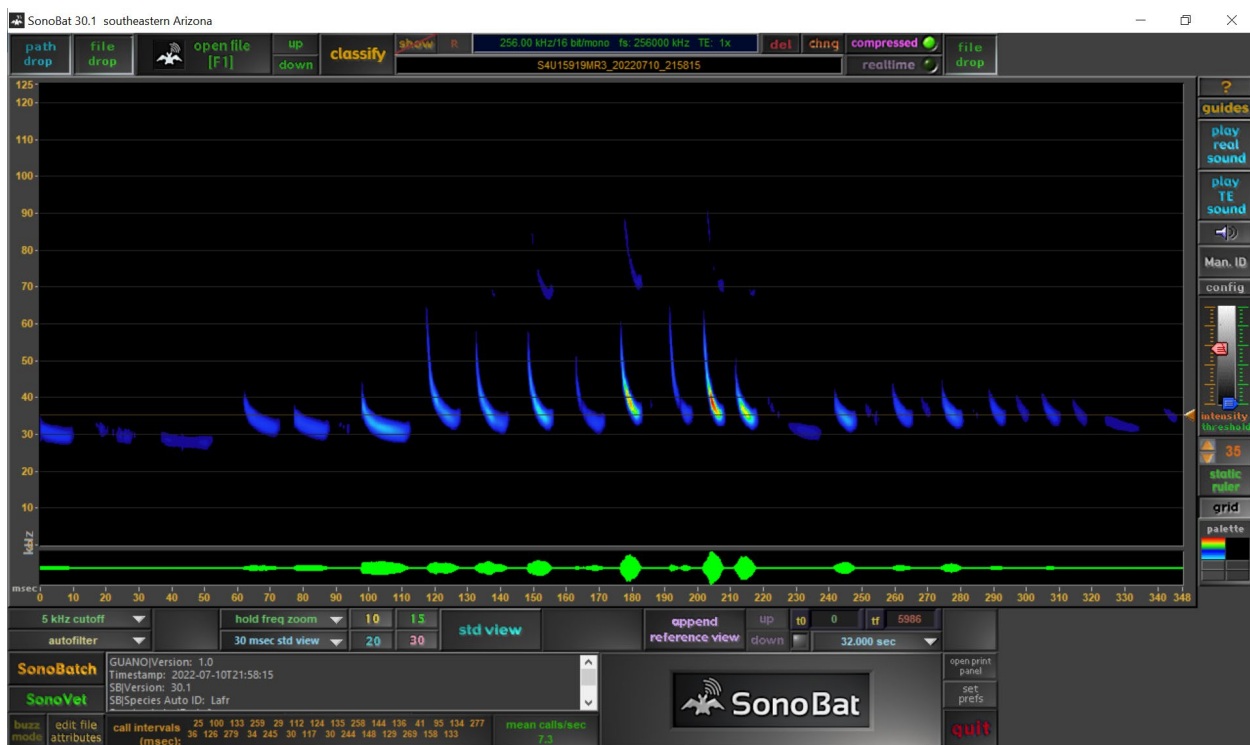 SonoBat 30.1 southeastern Arizona
path drop
file drop
open file [F1]
up
down
classify
show R
256.00 kHz/16 bit/mono fs: 256000 kHz TE: 1x
del
chng
compressed
S4U15919MR3_20220710_215815
realtime
file drop
125
120
110
100
90
80
70
60
50
40
30
20
10
kHz
?
guides
play real sound
play TE sound
Man. ID
config
intensity
threshold
35
static ruler
grid
palette
msec
0 10 20 30 40 50 60 70 80 90 100 110 120 130 140 150 160 170 180 190 200 210 220 230 240 250 260 270 280 290 300 310 320 330 340 348
5 kHz cutoff
hold freq zoom
10 15
std view
append reference view
up
t0 0 tf 5986
autofilter
30 msec std view
20 30
down
32.000 sec
SonoBatch
GUANO|Version: 1.0
Timestamp: 2022-07-10T21:58:15
SB|Version: 30.1
SB|Species Auto ID: Lafr
SonoVet
SonoBat
open print panel
set prefs
quit
buzz mode
edit file attributes
call intervals (msec):
25 100 133 259 29 112 124 135 258 144 136 41 95 134 277
36 126 279 34 245 30 117 30 244 148 129 269 158 133
mean calls/sec
7.3